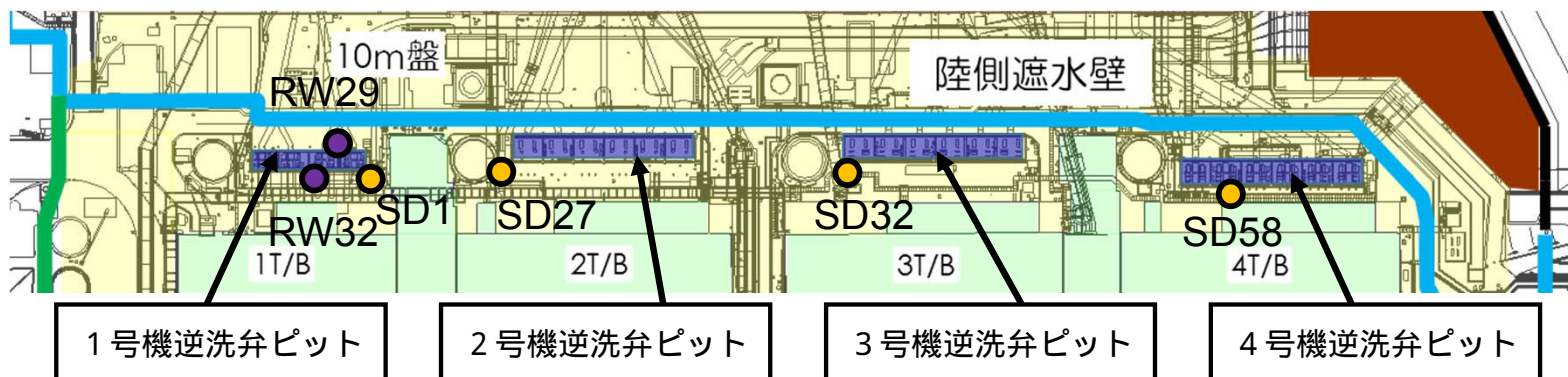 10m盤
陸側遮水壁
RW29
RW32
SD1
SD27
SD32
SD58
1T/B
2T/B
3T/B
4T/B
1号機逆洗弁ピット
2号機逆洗弁ピット
3号機逆洗弁ピット
4号機逆洗弁ピット